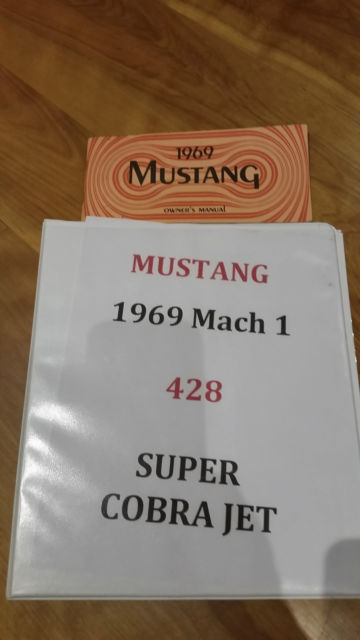 1969
MUSTANG
OWNER'S MANUAL
MUSTANG
1969 Mach 1
428
SUPER
COBRA JET